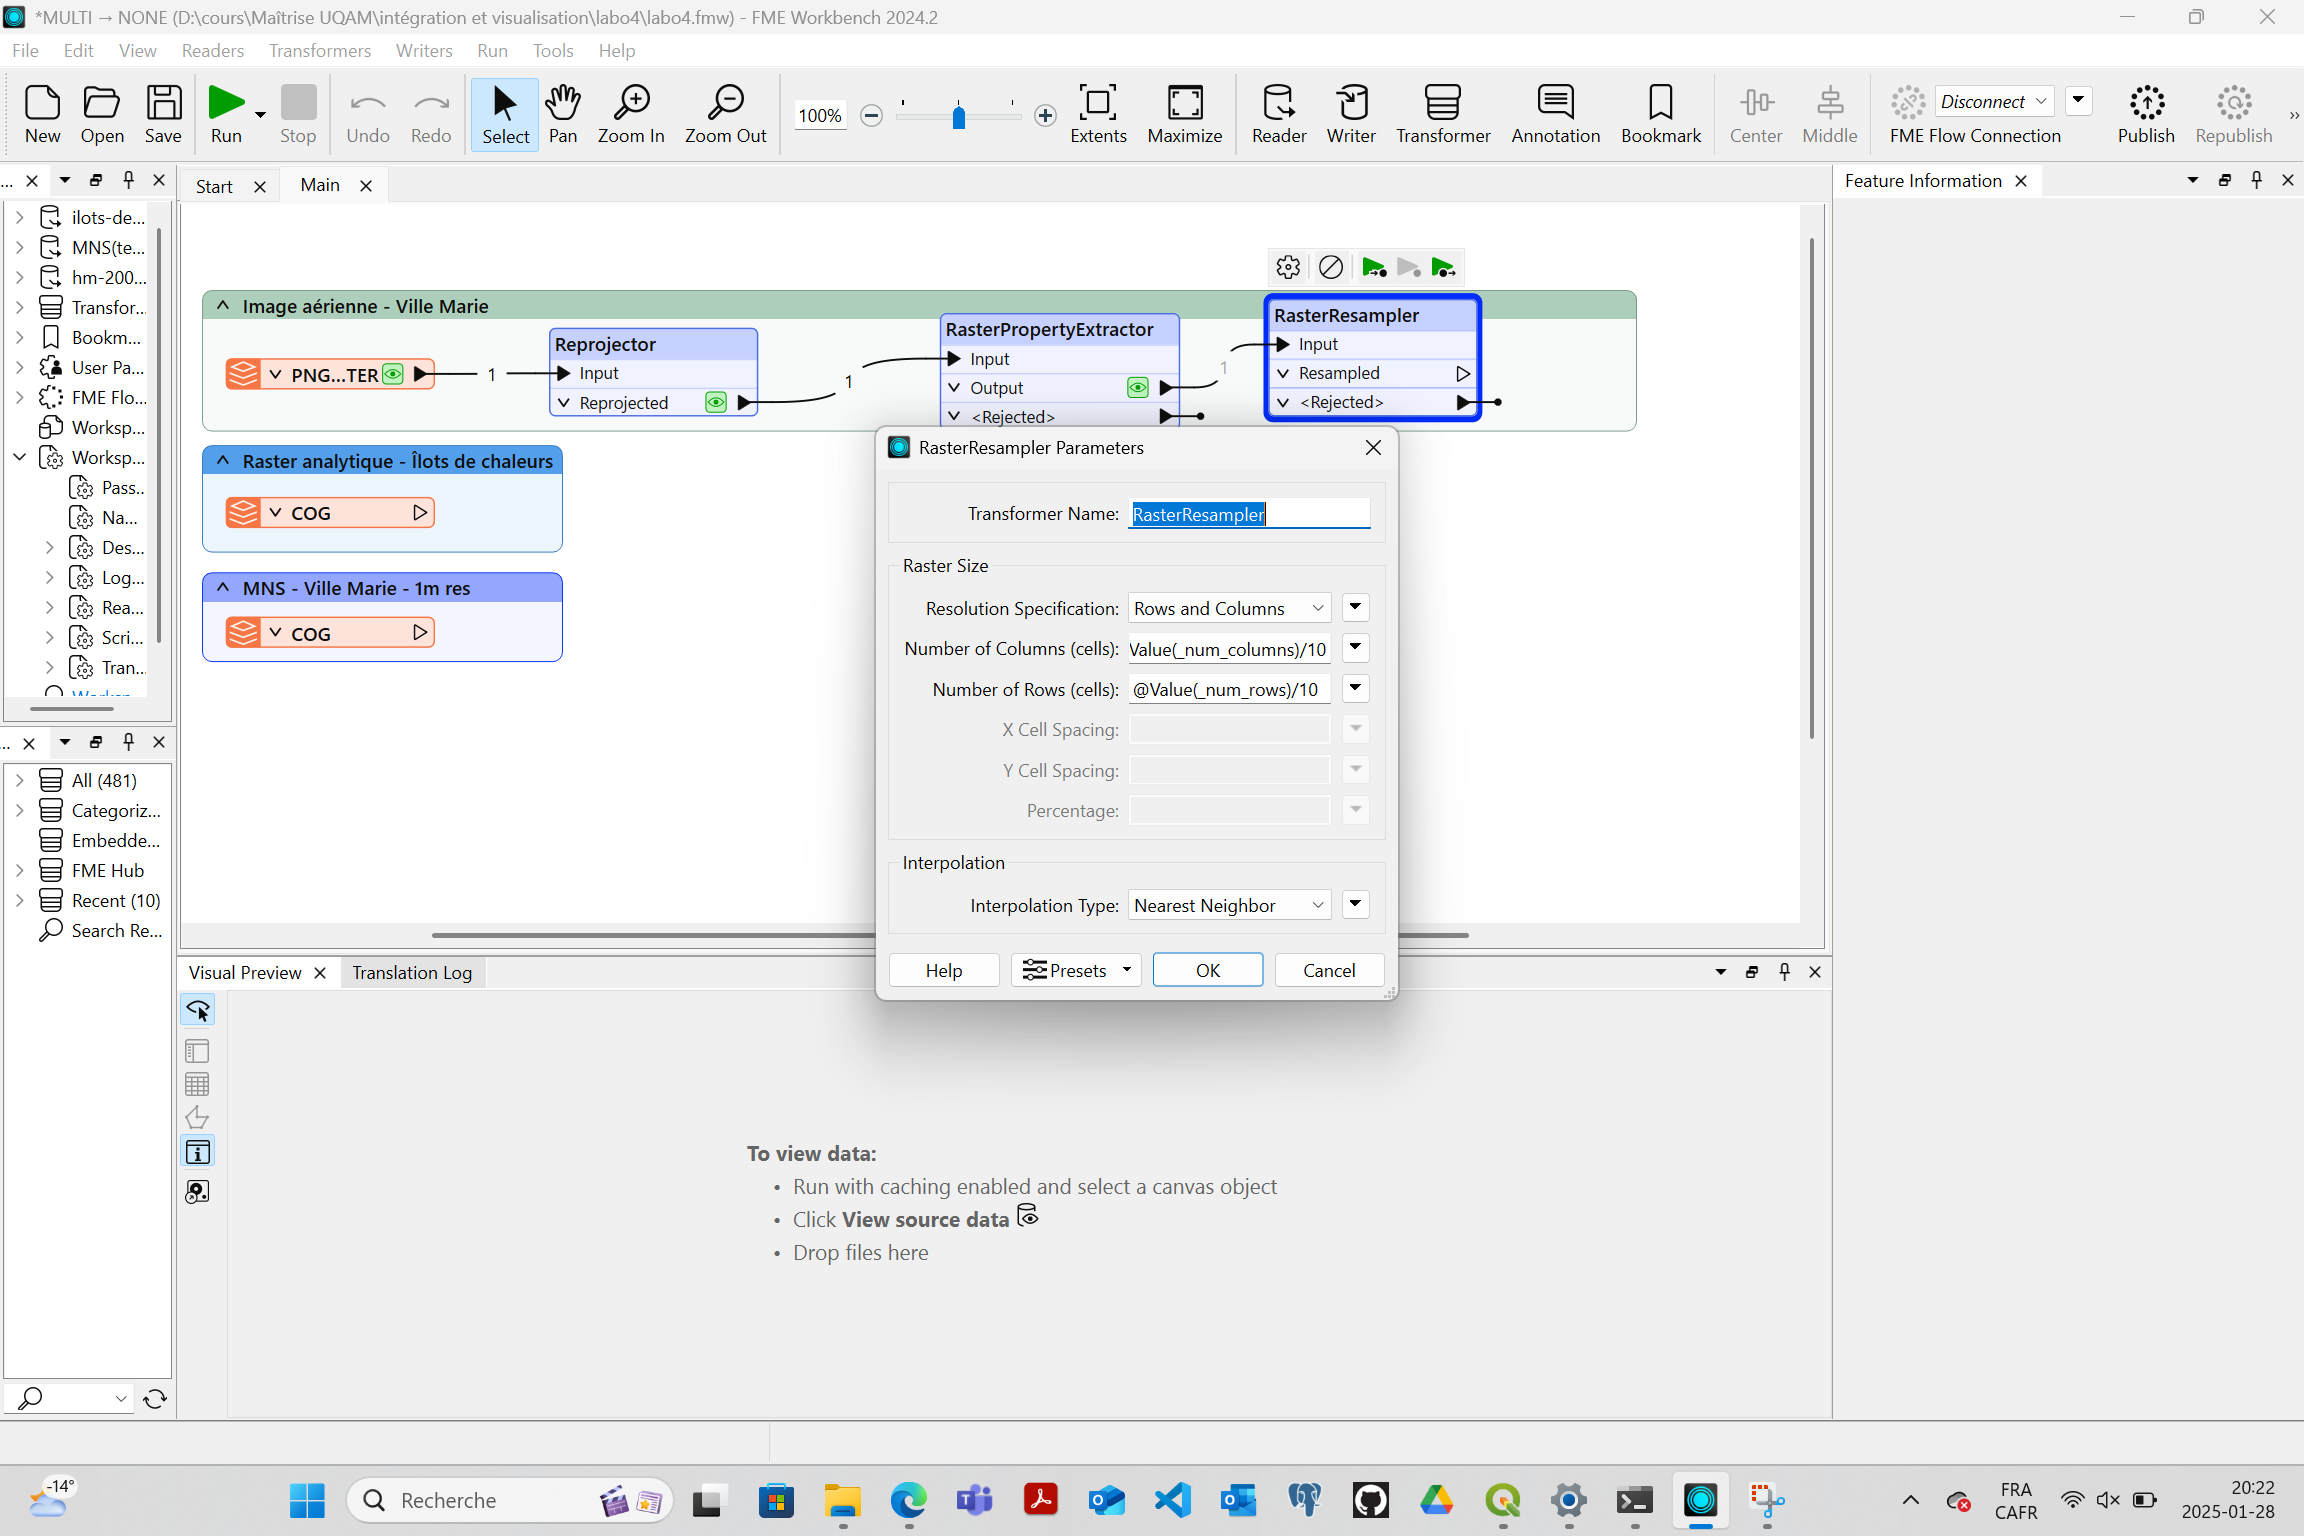 *MULTI → NONE (D:\cours\Maîtrise UQAM\intégration et visualisation\labo4\labo4.fmw) - FME Workbench 2024.2
File Edit View Readers Transformers Writers Run Tools Help
New Open Save Run Stop Undo Redo Select Pan Zoom In Zoom Out 100% Extents Maximize Reader Writer Transformer Annotation Bookmark Center Middle Disconnect FME Flow Connection Publish Republish »
...
Start Main
Feature Information
ilots-de...
MNS(te...
hm-200...
Transfor...
Bookm...
User Pa...
FME Flo...
Worksp...
Worksp...
Pass...
Na...
Des...
Log...
Rea...
Scri...
Tran...
Image aérienne - Ville Marie
PNG...TER
1
Reprojector
Input
Reprojected
1
RasterPropertyExtractor
Input
Output
<Rejected>
1
RasterResampler
Input
Resampled
<Rejected>
Raster analytique - Îlots de chaleurs
COG
MNS - Ville Marie - 1m res
COG
RasterResampler Parameters
Transformer Name: RasterResampler
Raster Size
Resolution Specification: Rows and Columns
Number of Columns (cells): Value(_num_columns)/10
Number of Rows (cells): @Value(_num_rows)/10
X Cell Spacing:
Y Cell Spacing:
Percentage:
Interpolation
Interpolation Type: Nearest Neighbor
Help Presets OK Cancel
...
All (481)
Categoriz...
Embedde...
FME Hub
Recent (10)
Search Re...
Visual Preview Translation Log
To view data:
• Run with caching enabled and select a canvas object
• Click View source data
• Drop files here
-14°
Recherche
FRA
CAFR
20:22
2025-01-28